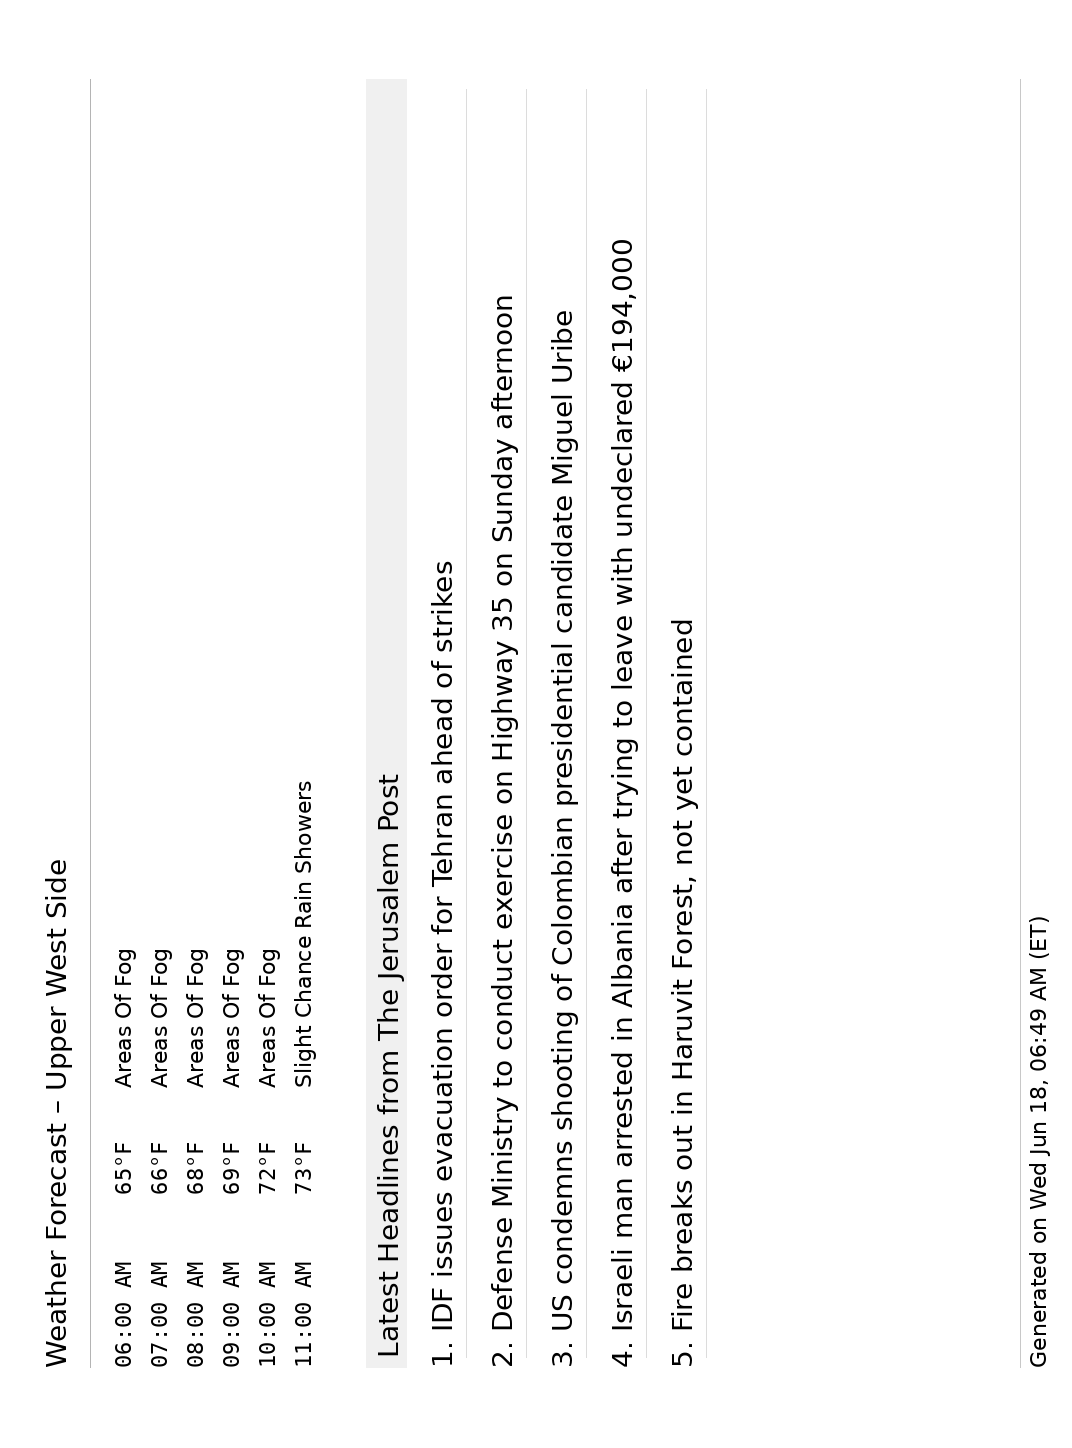 Weather Forecast – Upper West Side
06:00 AM 65°F Areas Of Fog
07:00 AM 66°F Areas Of Fog
08:00 AM 68°F Areas Of Fog
09:00 AM 69°F Areas Of Fog
10:00 AM 72°F Areas Of Fog
11:00 AM 73°F Slight Chance Rain Showers
Latest Headlines from The Jerusalem Post
1. IDF issues evacuation order for Tehran ahead of strikes
2. Defense Ministry to conduct exercise on Highway 35 on Sunday afternoon
3. US condemns shooting of Colombian presidential candidate Miguel Uribe
4. Israeli man arrested in Albania after trying to leave with undeclared €194,000
5. Fire breaks out in Haruvit Forest, not yet contained
Generated on Wed Jun 18, 06:49 AM (ET)